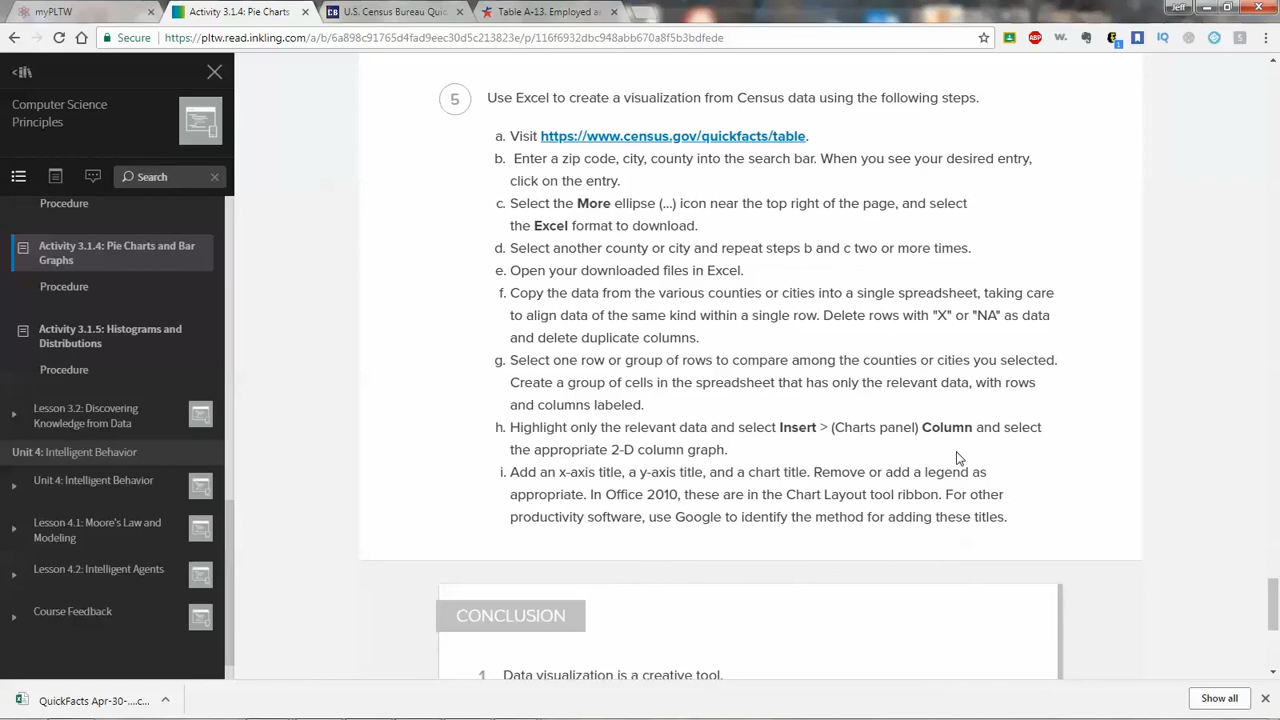 myPLTW
Activity 3.1.4: Pie Charts
U.S. Census Bureau Quic
Table A-13. Employed a
Jeff
Secure
https://pltw.read.inkling.com/a/b/6a898c91765d4fad9eec30d5c213823e/p/116f6932dbc948abb670a8f5b3bdfede
Computer Science
Principles
Search
Procedure
Activity 3.1.4: Pie Charts and Bar
Graphs
Procedure
Activity 3.1.5: Histograms and
Distributions
Procedure
Lesson 3.2: Discovering
Knowledge from Data
Unit 4: Intelligent Behavior
Unit 4: Intelligent Behavior
Lesson 4.1: Moore's Law and
Modeling
Lesson 4.2: Intelligent Agents
Course Feedback
5 Use Excel to create a visualization from Census data using the following steps.
a. Visit https://www.census.gov/quickfacts/table.
b. Enter a zip code, city, county into the search bar. When you see your desired entry,
click on the entry.
c. Select the More ellipse (...) icon near the top right of the page, and select
the Excel format to download.
d. Select another county or city and repeat steps b and c two or more times.
e. Open your downloaded files in Excel.
f. Copy the data from the various counties or cities into a single spreadsheet, taking care
to align data of the same kind within a single row. Delete rows with "X" or "NA" as data
and delete duplicate columns.
g. Select one row or group of rows to compare among the counties or cities you selected.
Create a group of cells in the spreadsheet that has only the relevant data, with rows
and columns labeled.
h. Highlight only the relevant data and select Insert > (Charts panel) Column and select
the appropriate 2-D column graph.
i. Add an x-axis title, a y-axis title, and a chart title. Remove or add a legend as
appropriate. In Office 2010, these are in the Chart Layout tool ribbon. For other
productivity software, use Google to identify the method for adding these titles.
CONCLUSION
1 Data visualization is a creative tool.
QuickFacts Apr-30-....c...
Show all